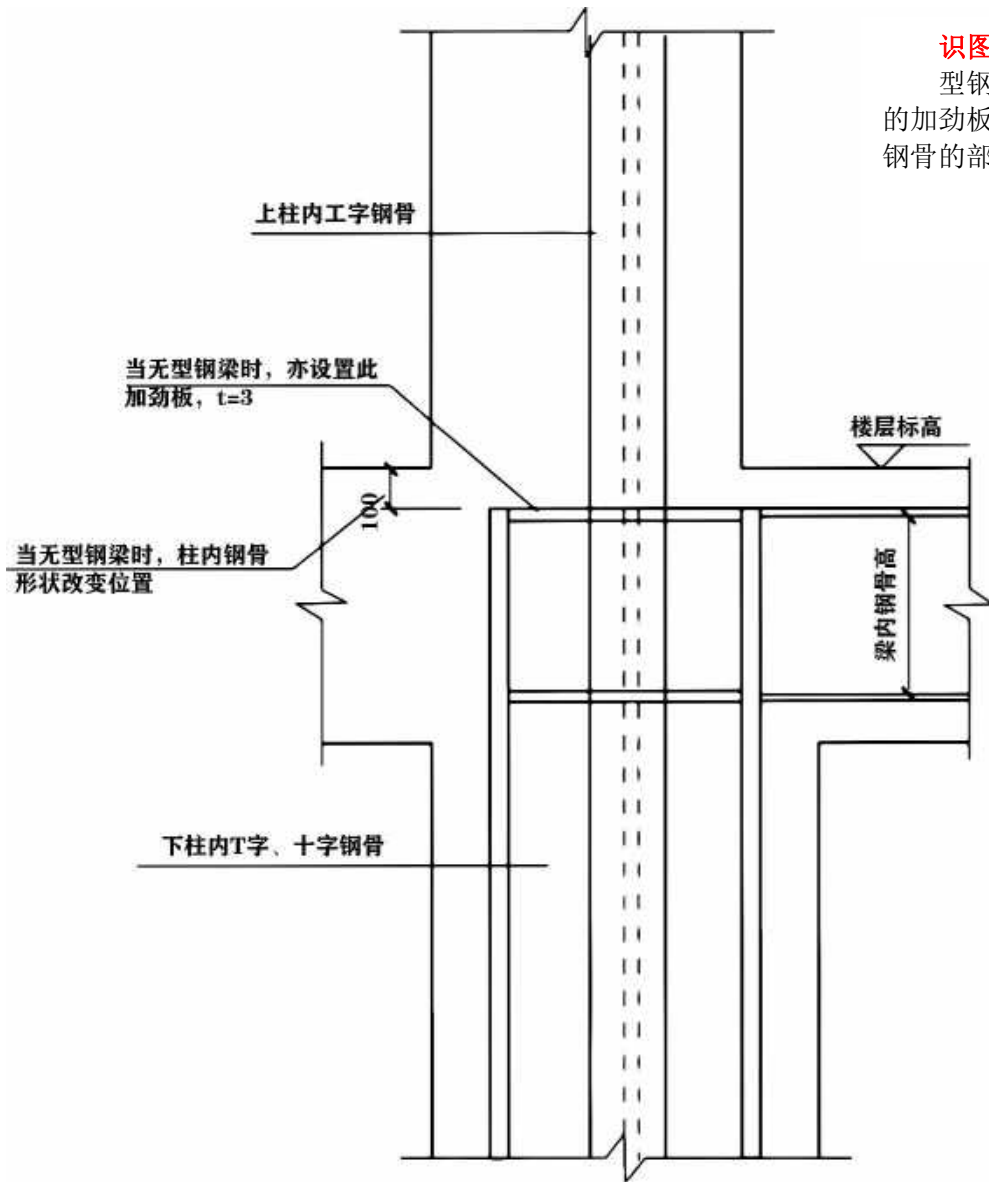 识图
型钢
的加劲板
钢骨的部
上柱内工字钢骨
当无型钢梁时，亦设置此
加劲板，t=3
楼层标高
100
当无型钢梁时，柱内钢骨
形状改变位置
梁内钢骨高
下柱内T字、十字钢骨